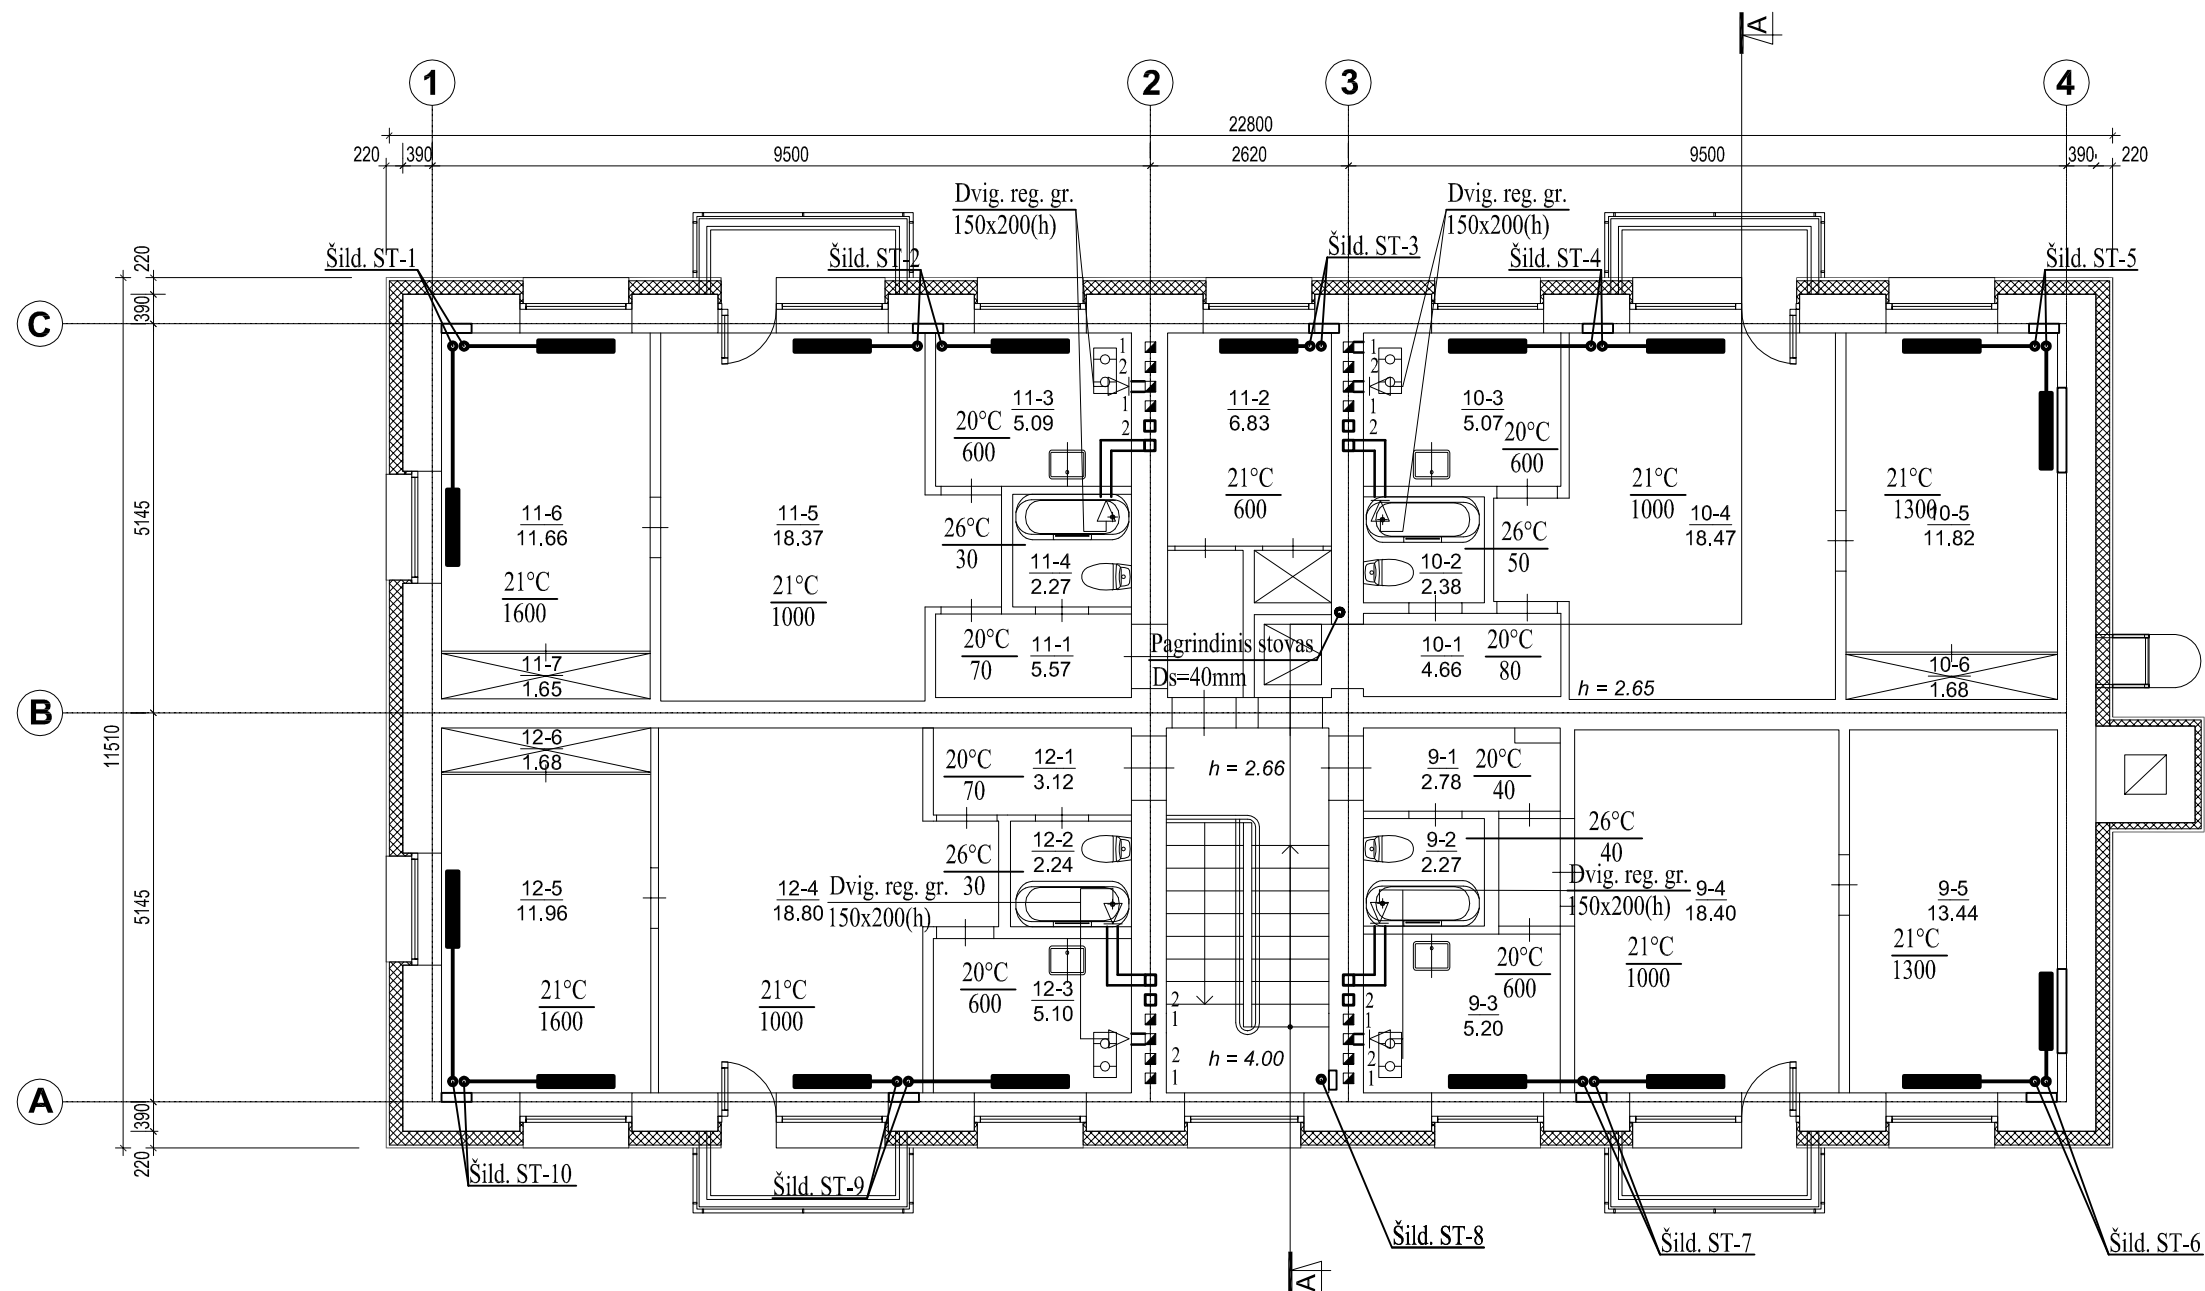 A
1
2
3
4
22800
220
390
9500
2620
9500
390
220
Dvig. reg. gr.
150x200(h)
Dvig. reg. gr.
150x200(h)
Šild. ST-1
Šild. ST-2
Šild. ST-3
Šild. ST-4
Šild. ST-5
220
390
5145
11510
5145
390
220
C
B
A
1
2
1
2
1
2
1
2
11-3
5.09
20°C
600
11-2
6.83
21°C
600
10-3
5.07
20°C
600
11-6
11.66
21°C
1600
11-5
18.37
21°C
1000
26°C
30
11-4
2.27
26°C
50
10-2
2.38
21°C
1000
10-4
18.47
21°C
1300
10-5
11.82
11-7
1.65
20°C
70
11-1
5.57
Pagrindinis stovas
Ds=40mm
10-1
4.66
20°C
80
h = 2.65
10-6
1.68
12-6
1.68
20°C
70
12-1
3.12
h = 2.66
9-1
2.78
20°C
40
12-2
2.24
26°C
30
9-2
2.27
26°C
40
12-5
11.96
21°C
1600
12-4
18.80
Dvig. reg. gr.
150x200(h)
21°C
1000
20°C
600
12-3
5.10
Dvig. reg. gr.
150x200(h)
9-4
18.40
21°C
1000
9-5
13.44
21°C
1300
20°C
600
9-3
5.20
2
1
2
1
2
1
2
1
h = 4.00
Šild. ST-10
Šild. ST-9
Šild. ST-8
Šild. ST-7
Šild. ST-6
A